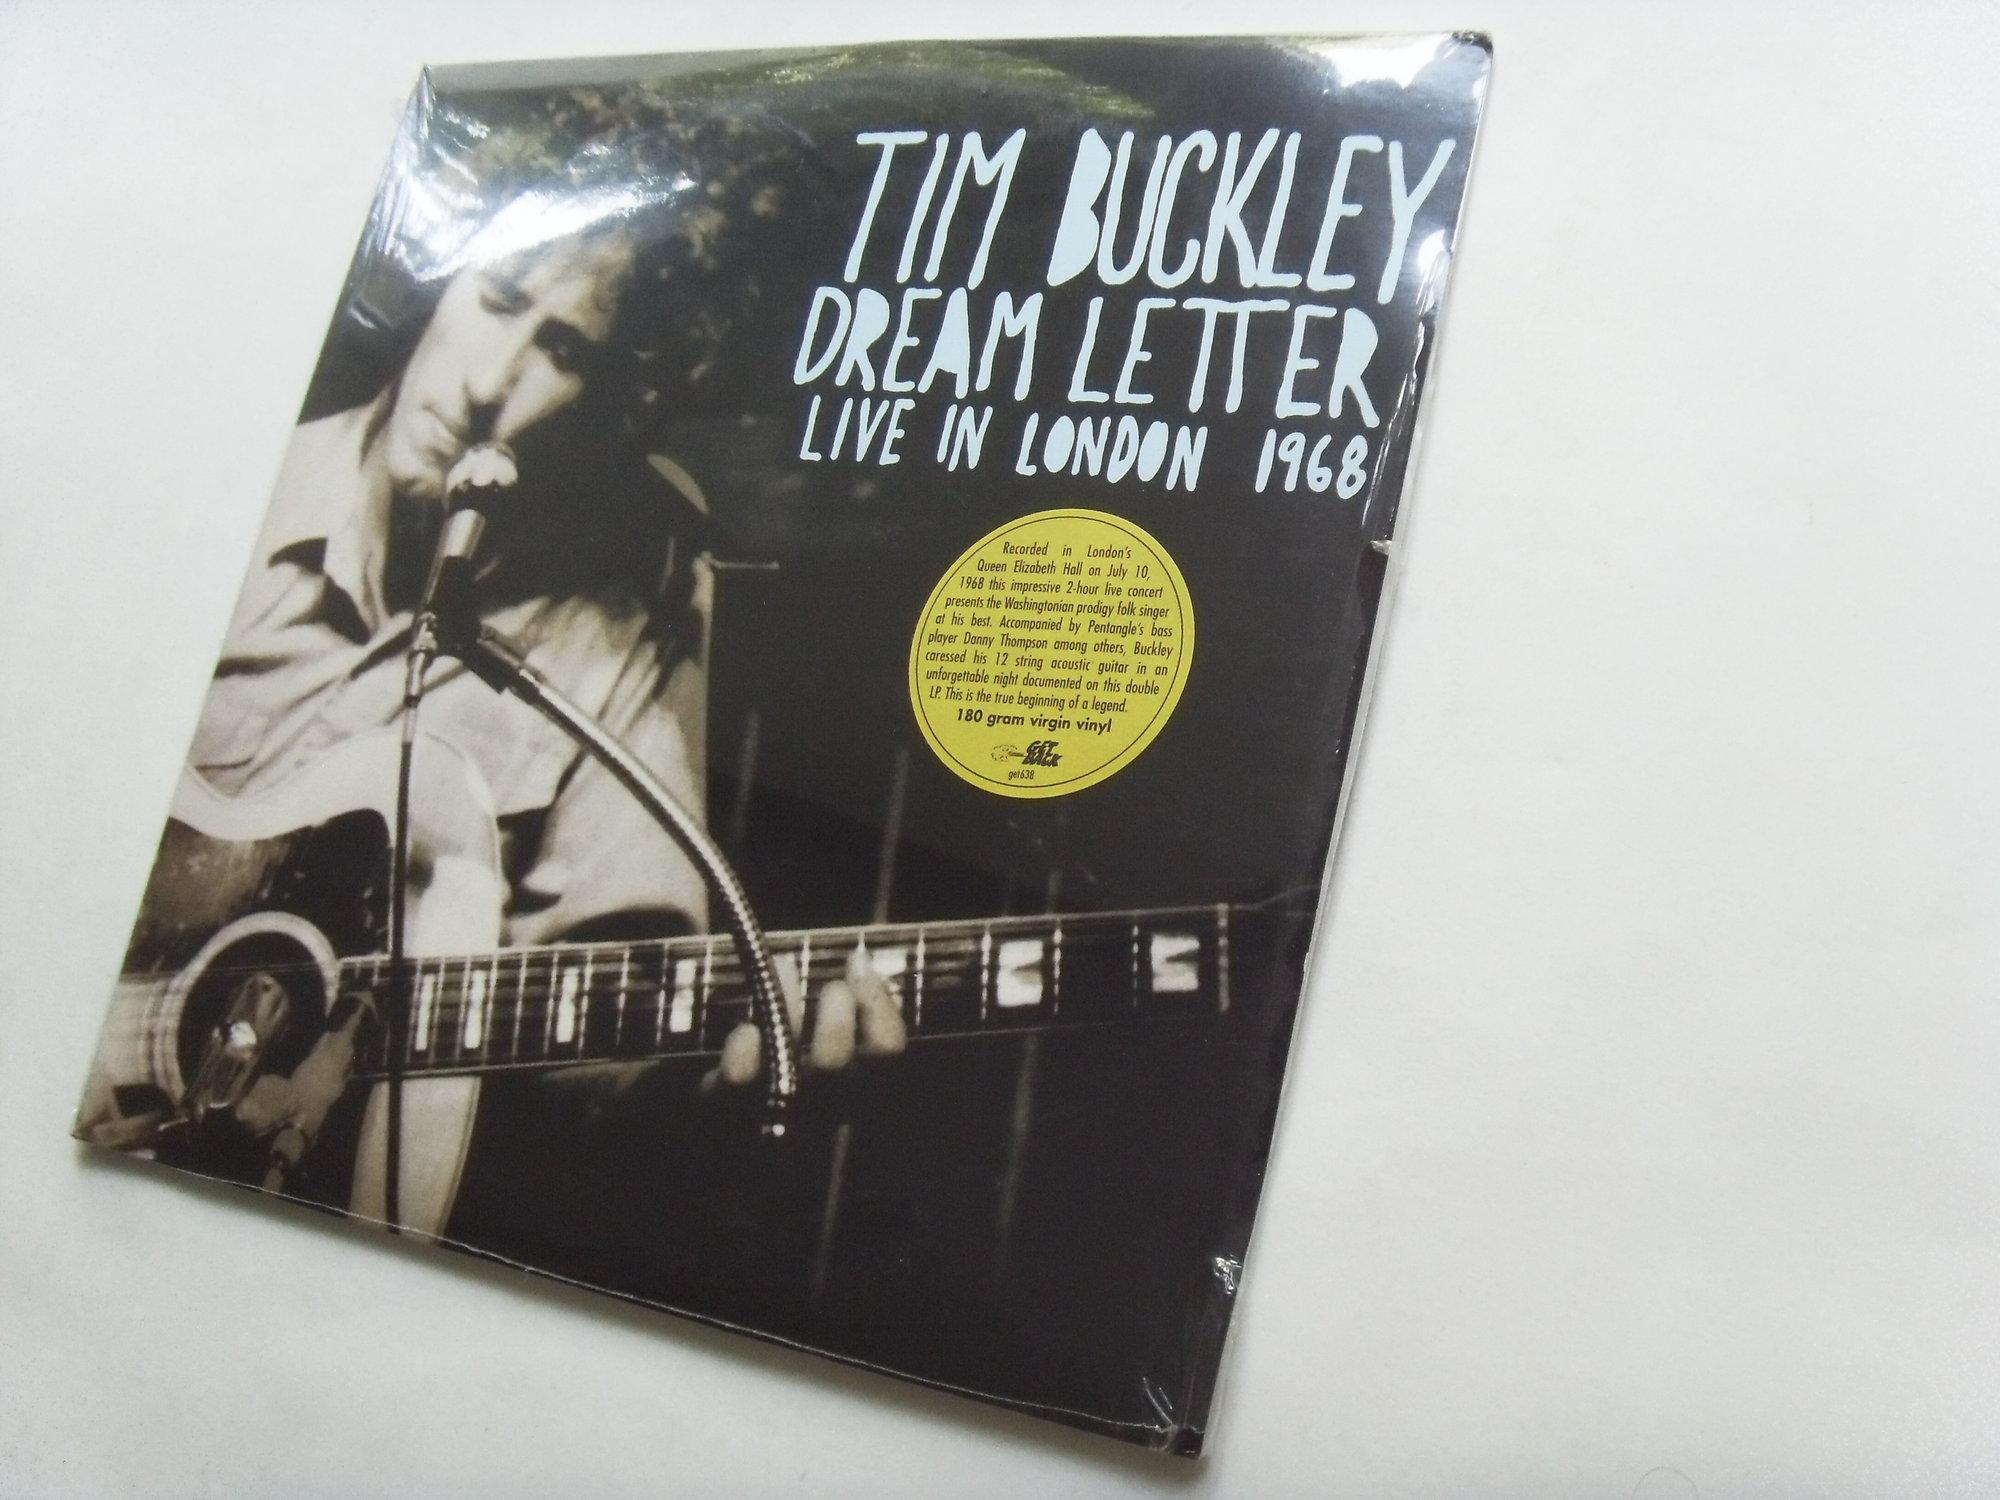 TIM BUCKLEY
DREAM LETTER
LIVE IN LONDON 1968
Recorded in London's
Queen Elizabeth Hall on July 10,
1968 this impressive 2-hour live concert
presents the Washingtonian prodigy folk singer
at his best. Accompanied by Pentangle's bass
player Danny Thompson among others, Buckley
caressed his 12 string acoustic guitar in an
unforgettable night documented on this double
LP. This is the true beginning of a legend.
180 gram virgin vinyl
GET
BACK
get638